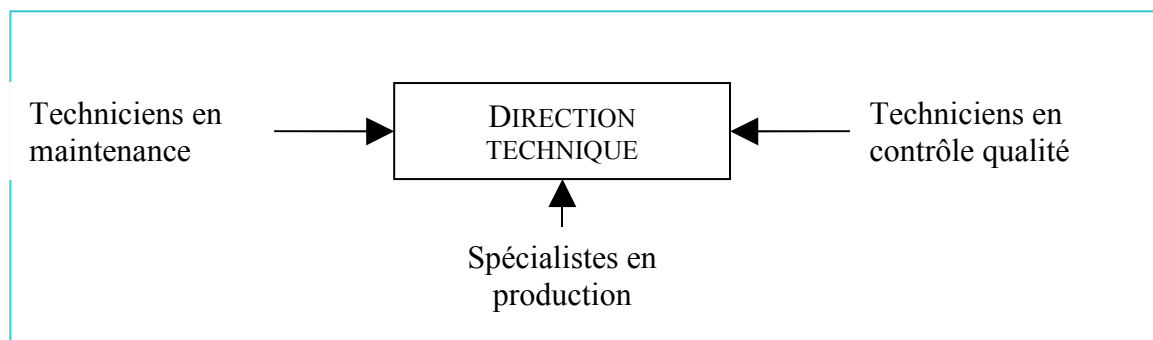 Techniciens en
maintenance
DIRECTION
TECHNIQUE
Techniciens en
contrôle qualité
Spécialistes en
production